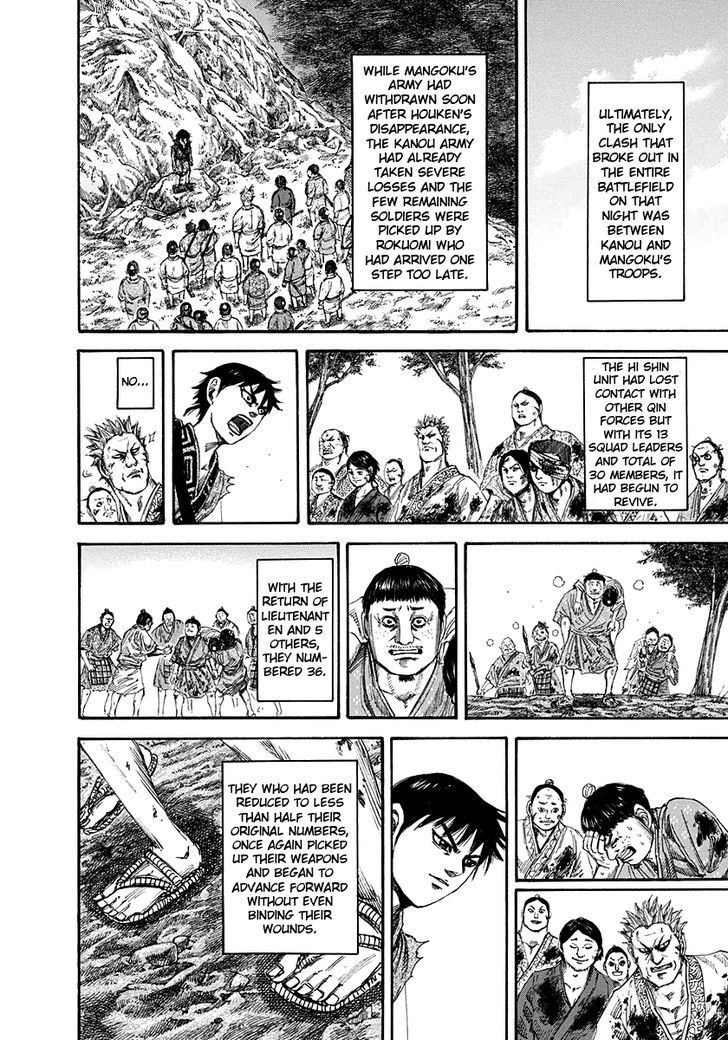 ULTIMATELY,
THE ONLY
CLASH THAT
BROKE OUT IN
THE ENTIRE
BATTLEFIELD
ON THAT
NIGHT WAS
BETWEEN
KANOU AND
MANGOKU'S
TROOPS.
WHILE MANGOKU'S
ARMY HAD
WITHDRAWN SOON
AFTER HOUKEN'S
DISAPPEARANCE,
THE KANOU ARMY
HAD ALREADY
TAKEN SEVERE
LOSSES AND THE
FEW REMAINING
SOLDIERS WERE
PICKED UP BY
ROKUOMI WHO
HAD ARRIVED ONE
STEP TOO LATE.
THE HI SHIN
UNIT HAD LOST
CONTACT WITH
OTHER QIN
FORCES BUT
WITH ITS 13
SQUAD LEADERS
AND TOTAL OF
30 MEMBERS, IT
HAD BEGUN TO
REVIVE.
NO...
WITH THE
RETURN OF
LIEUTENANT
EN AND 5
OTHERS,
THEY NUM-
BERED 36.
THEY WHO HAD BEEN
REDUCED TO LESS
THAN HALF THEIR
ORIGINAL NUMBERS,
ONCE AGAIN PICKED
UP THEIR WEAPONS
AND BEGAN TO
ADVANCE FORWARD
WITHOUT EVEN
BINDING THEIR
WOUNDS.